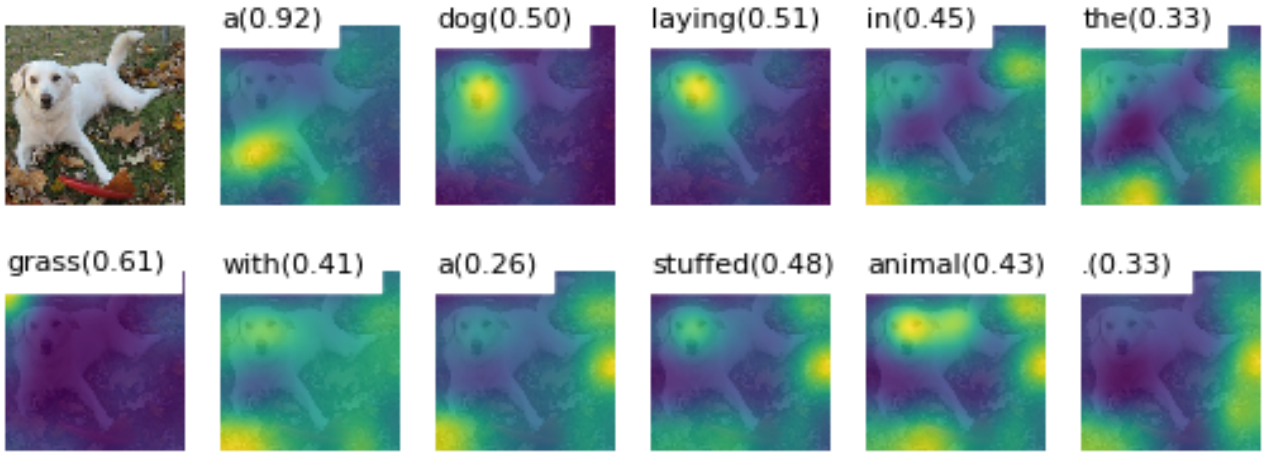 a(0.92) dog(0.50) laying(0.51) in(0.45) the(0.33)
grass(0.61) with(0.41) a(0.26) stuffed(0.48) animal(0.43) .(0.33)